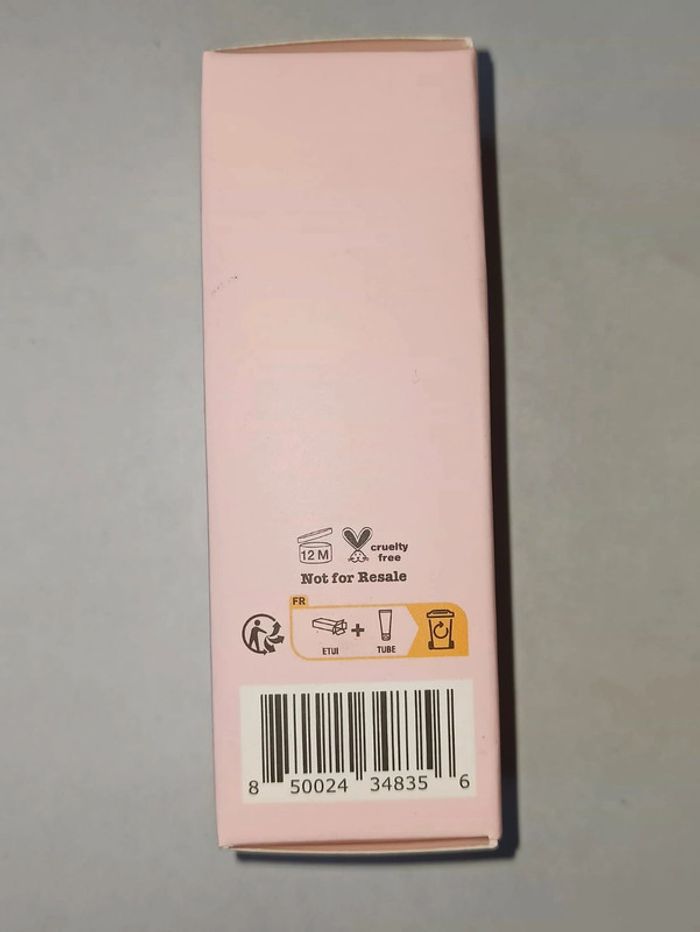 12 M
cruelty
free
Not for Resale
FR
ETUI
+
TUBE
8 50024 34835 6